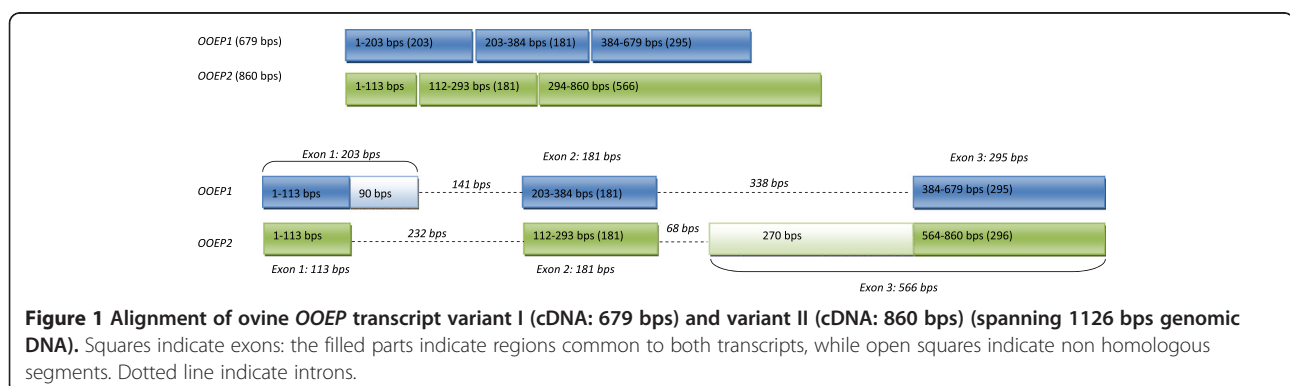 OOEP1 (679 bps)
1-203 bps (203) 203-384 bps (181) 384-679 bps (295)
OOEP2 (860 bps)
1-113 bps 112-293 bps (181) 294-860 bps (566)
Exon 1: 203 bps Exon 2: 181 bps Exon 3: 295 bps
OOEP1 1-113 bps 90 bps 141 bps 203-384 bps (181) 338 bps 384-679 bps (295)
OOEP2 1-113 bps 232 bps 112-293 bps (181) 68 bps 270 bps 564-860 bps (296)
Exon 1: 113 bps Exon 2: 181 bps
Exon 3: 566 bps
Figure 1 Alignment of ovine OOEP transcript variant I (cDNA: 679 bps) and variant II (cDNA: 860 bps) (spanning 1126 bps genomic
DNA). Squares indicate exons: the filled parts indicate regions common to both transcripts, while open squares indicate non homologous
segments. Dotted line indicate introns.